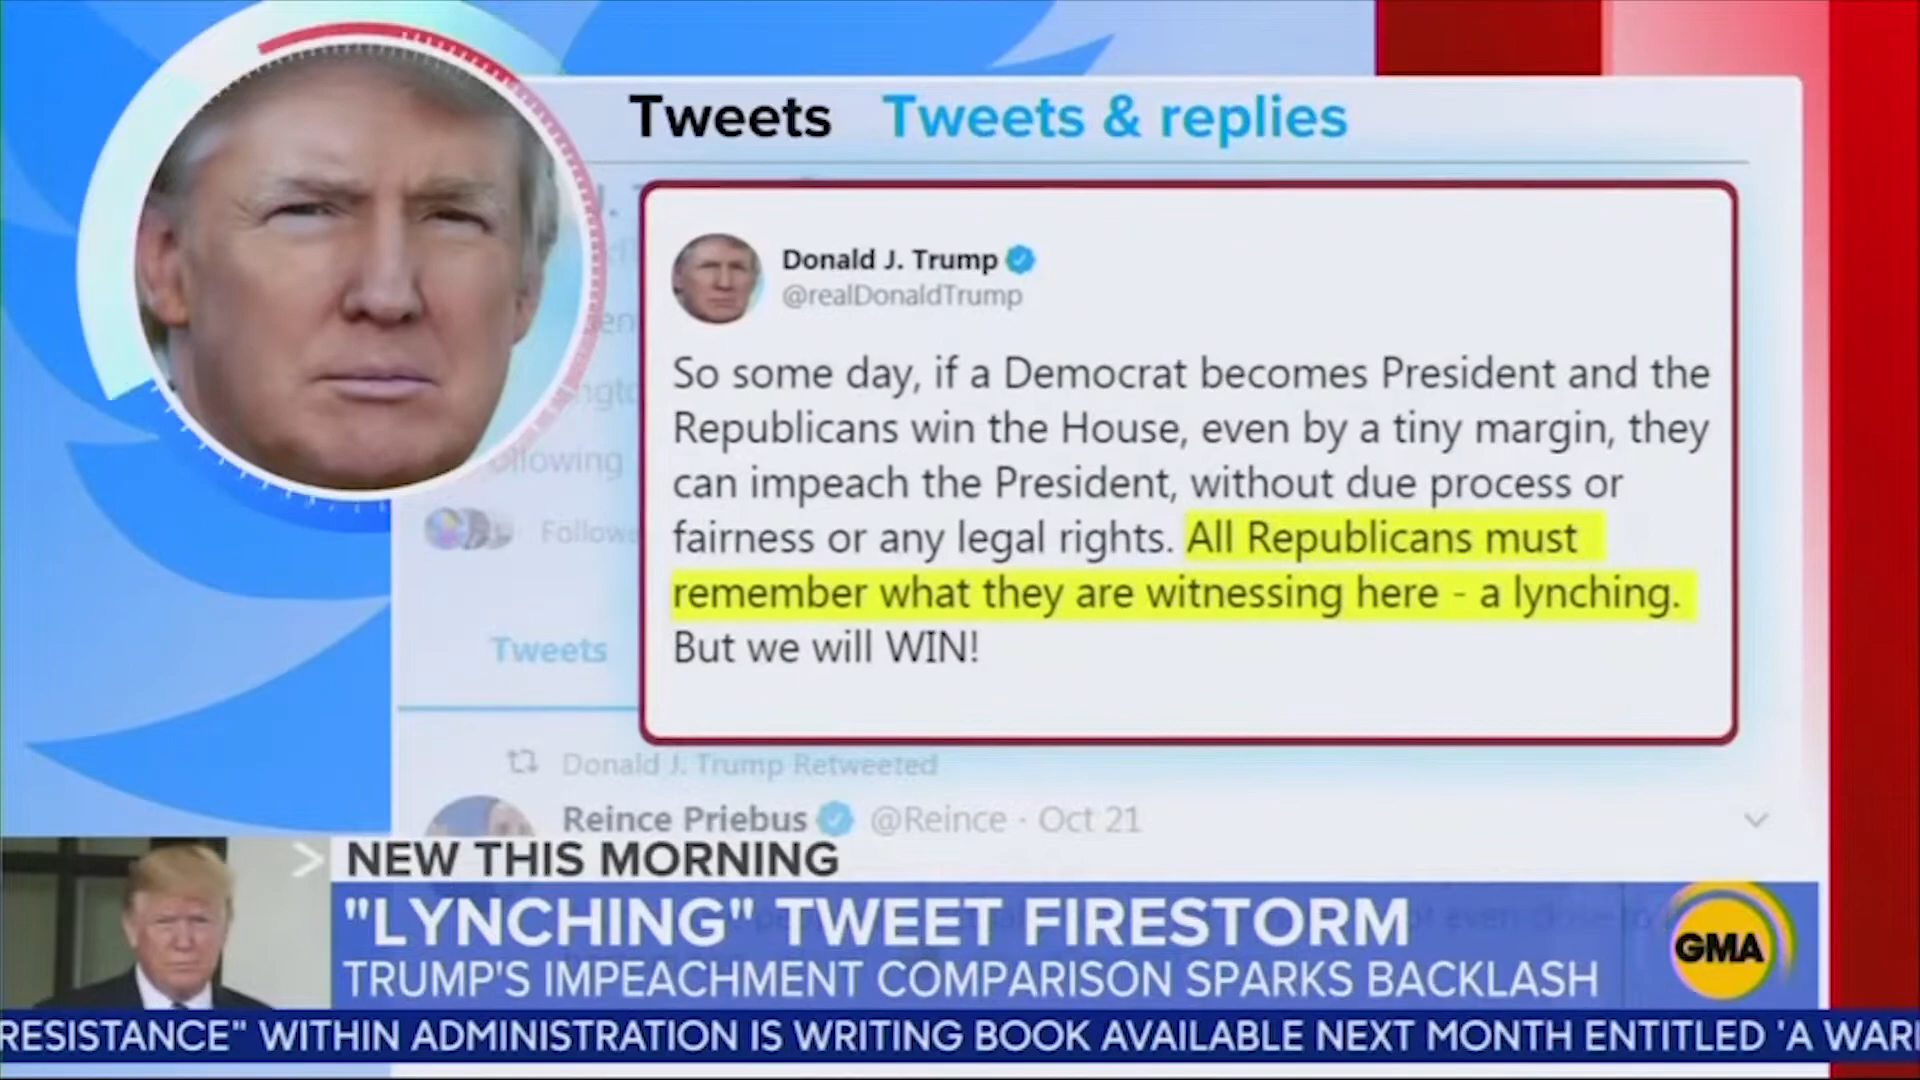 Tweets Tweets & replies
Donald J. Trump
@realDonaldTrump
So some day, if a Democrat becomes President and the
Republicans win the House, even by a tiny margin, they
can impeach the President, without due process or
fairness or any legal rights. All Republicans must
remember what they are witnessing here - a lynching.
But we will WIN!
Tweets
Donald J. Trump Retweeted
Reince Priebus @Reince · Oct 21
NEW THIS MORNING
"LYNCHING" TWEET FIRESTORM
TRUMP'S IMPEACHMENT COMPARISON SPARKS BACKLASH
GMA
RESISTANCE" WITHIN ADMINISTRATION IS WRITING BOOK AVAILABLE NEXT MONTH ENTITLED 'A WAR